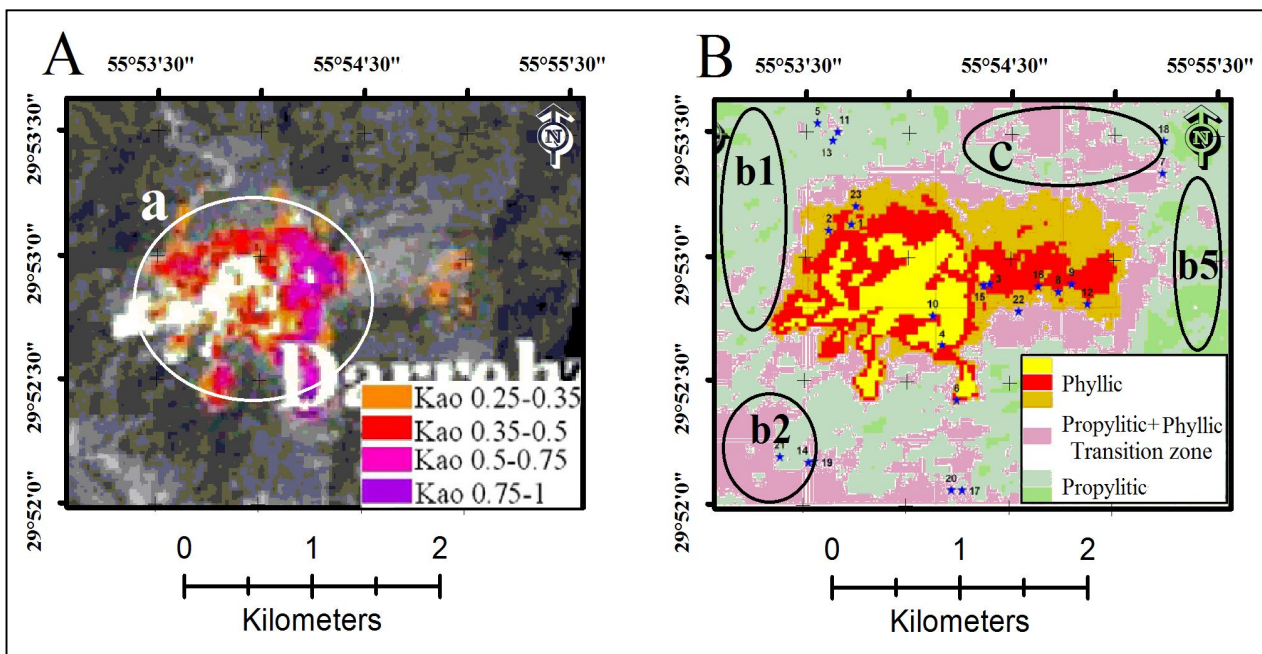 A
55°53'30"
55°54'30"
55°55'30"
29°53'30"
29°53'0"
29°52'30"
29°52'0"
N
a
Kao 0.25-0.35
Kao 0.35-0.5
Kao 0.5-0.75
Kao 0.75-1
0 1 2
Kilometers
B
55°53'30"
55°54'30"
55°55'30"
29°53'30"
29°53'0"
29°52'30"
29°52'0"
N
b1
C
b5
b2
5
11
13
18
7
23
2
1
3
15
16
8
9
12
22
10
4
6
21
14
19
20
17
Phyllic
Propylitic+Phyllic
Transition zone
Propylitic
0 1 2
Kilometers